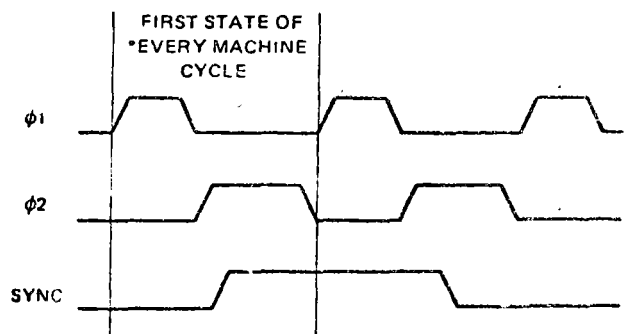 FIRST STATE OF
*EVERY MACHINE
CYCLE
ϕ1
ϕ2
SYNC